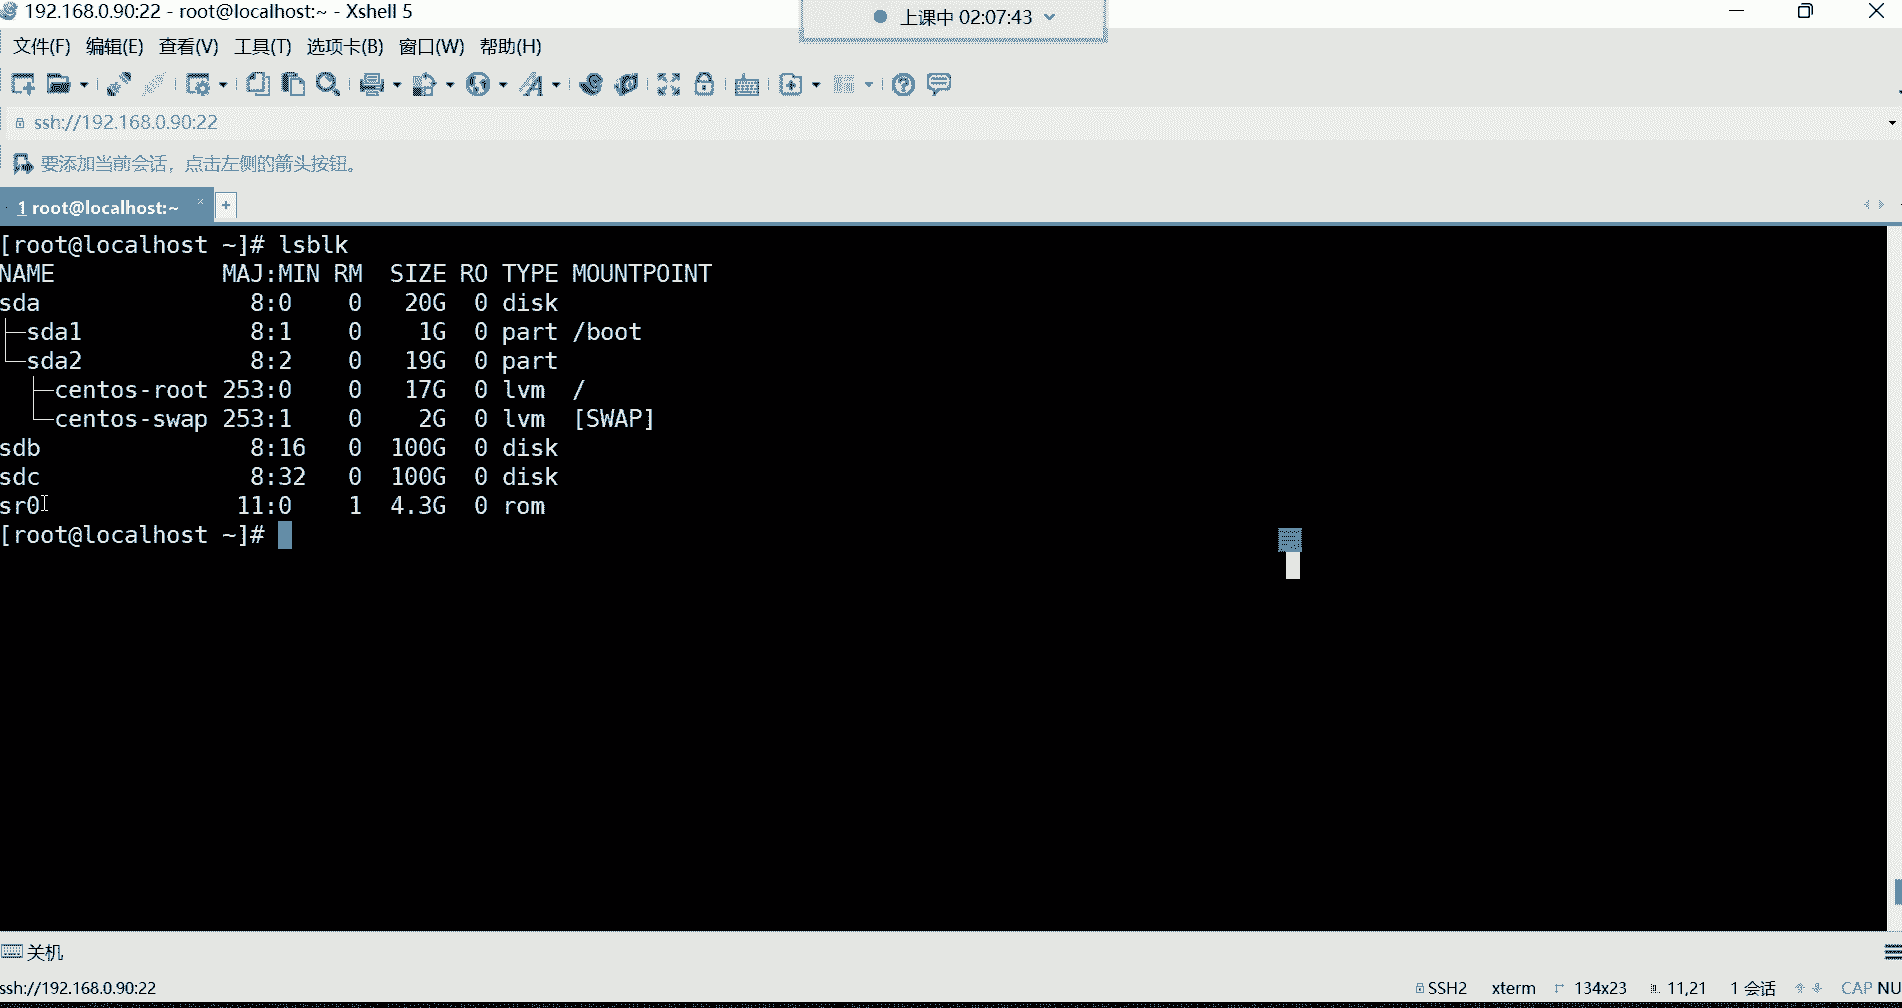 192.168.0.90:22 - root@localhost:~ - Xshell 5
上课中 02:07:43
文件(F) 编辑(E) 查看(V) 工具(T) 选项卡(B) 窗口(W) 帮助(H)
ssh://192.168.0.90:22
要添加当前会话，点击左侧的箭头按钮。
1 root@localhost:~
[root@localhost ~]# lsblk
NAME            MAJ:MIN RM  SIZE RO TYPE MOUNTPOINT
sda               8:0    0   20G  0 disk
├─sda1            8:1    0    1G  0 part /boot
└─sda2            8:2    0   19G  0 part
  ├─centos-root 253:0    0   17G  0 lvm  /
  └─centos-swap 253:1    0    2G  0 lvm  [SWAP]
sdb               8:16   0  100G  0 disk
sdc               8:32   0  100G  0 disk
sr0              11:0    1  4.3G  0 rom
[root@localhost ~]#
关机
ssh://192.168.0.90:22 SSH2 xterm 134x23 11,21 1 会话 CAP NU